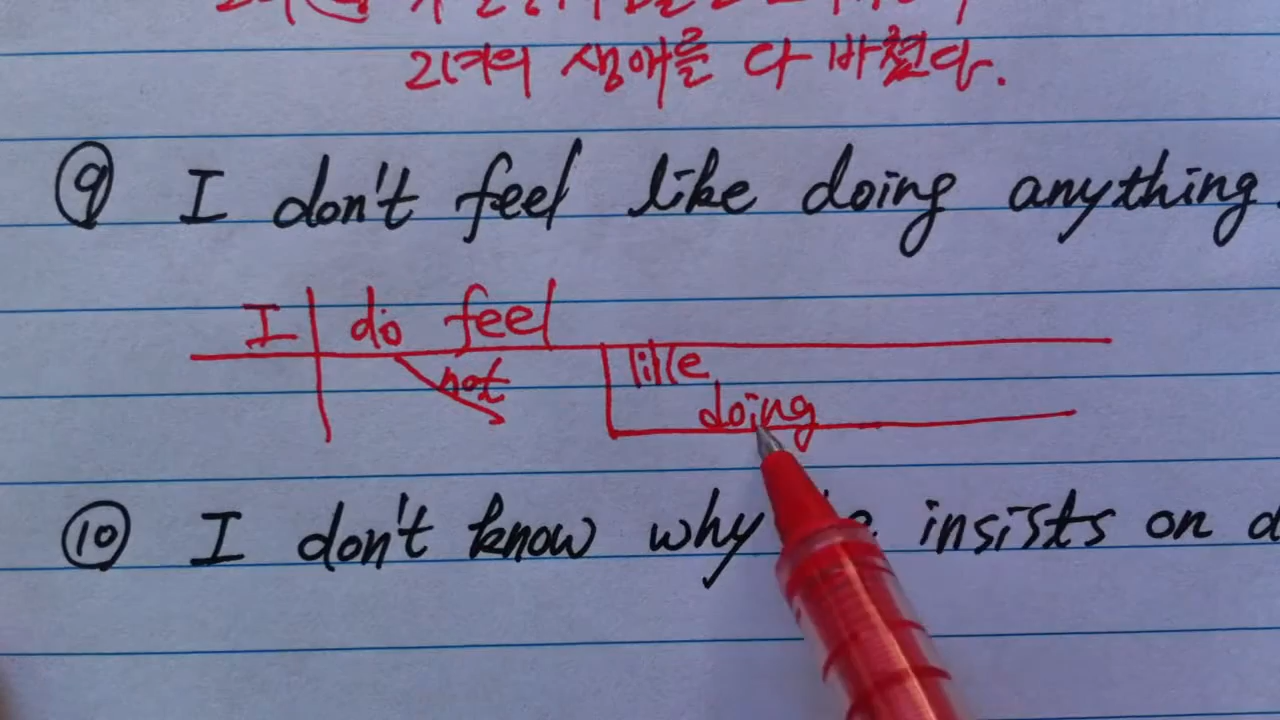 그녀의 생애를 다 바쳤다.
⑨ I don't feel like doing anything.
I do feel
not like
doing
⑩ I don't know why insists on